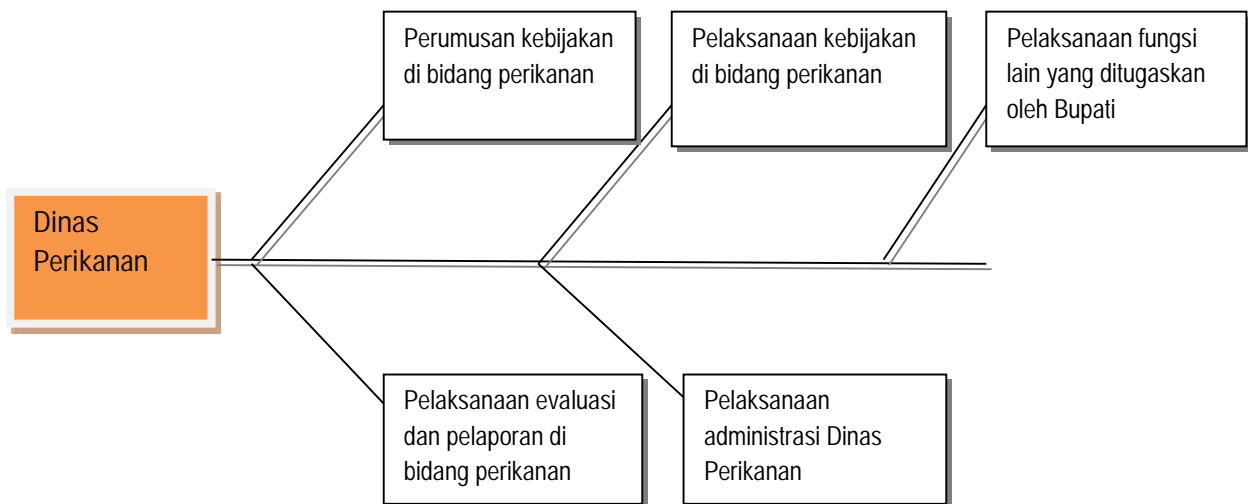 Perumusan kebijakan
di bidang perikanan
Pelaksanaan kebijakan
di bidang perikanan
Pelaksanaan fungsi
lain yang ditugaskan
oleh Bupati
Dinas
Perikanan
Pelaksanaan evaluasi
dan pelaporan di
bidang perikanan
Pelaksanaan
administrasi Dinas
Perikanan